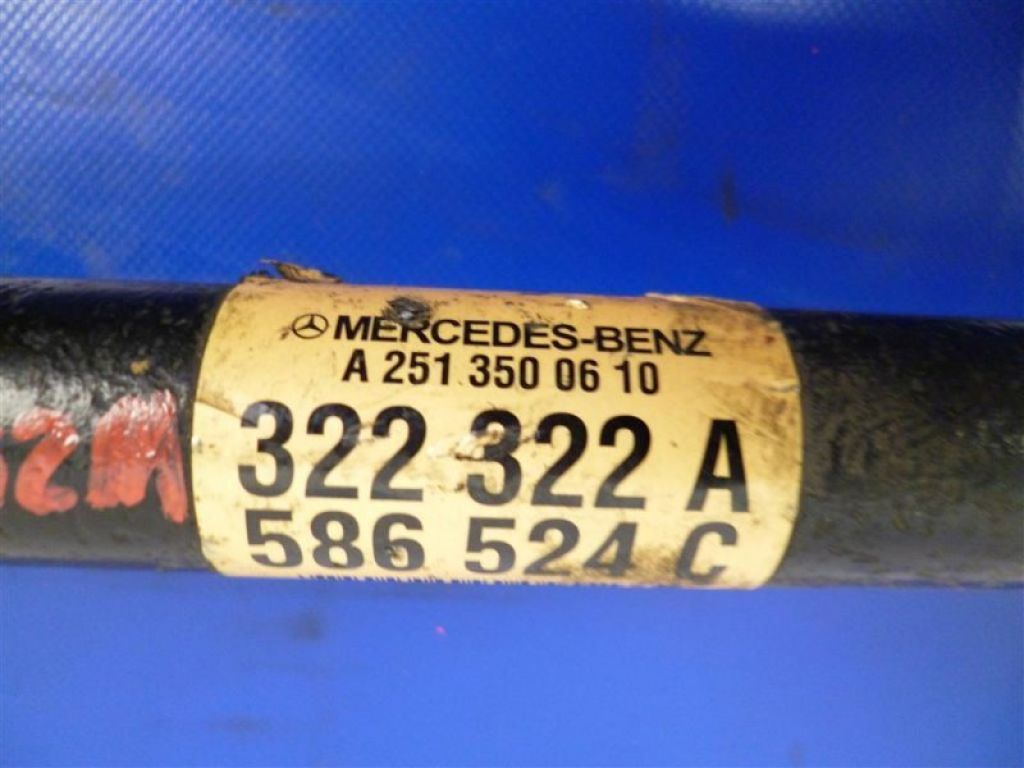 MERCEDES-BENZ
A 251 350 06 10
322 322 A
586 524 C